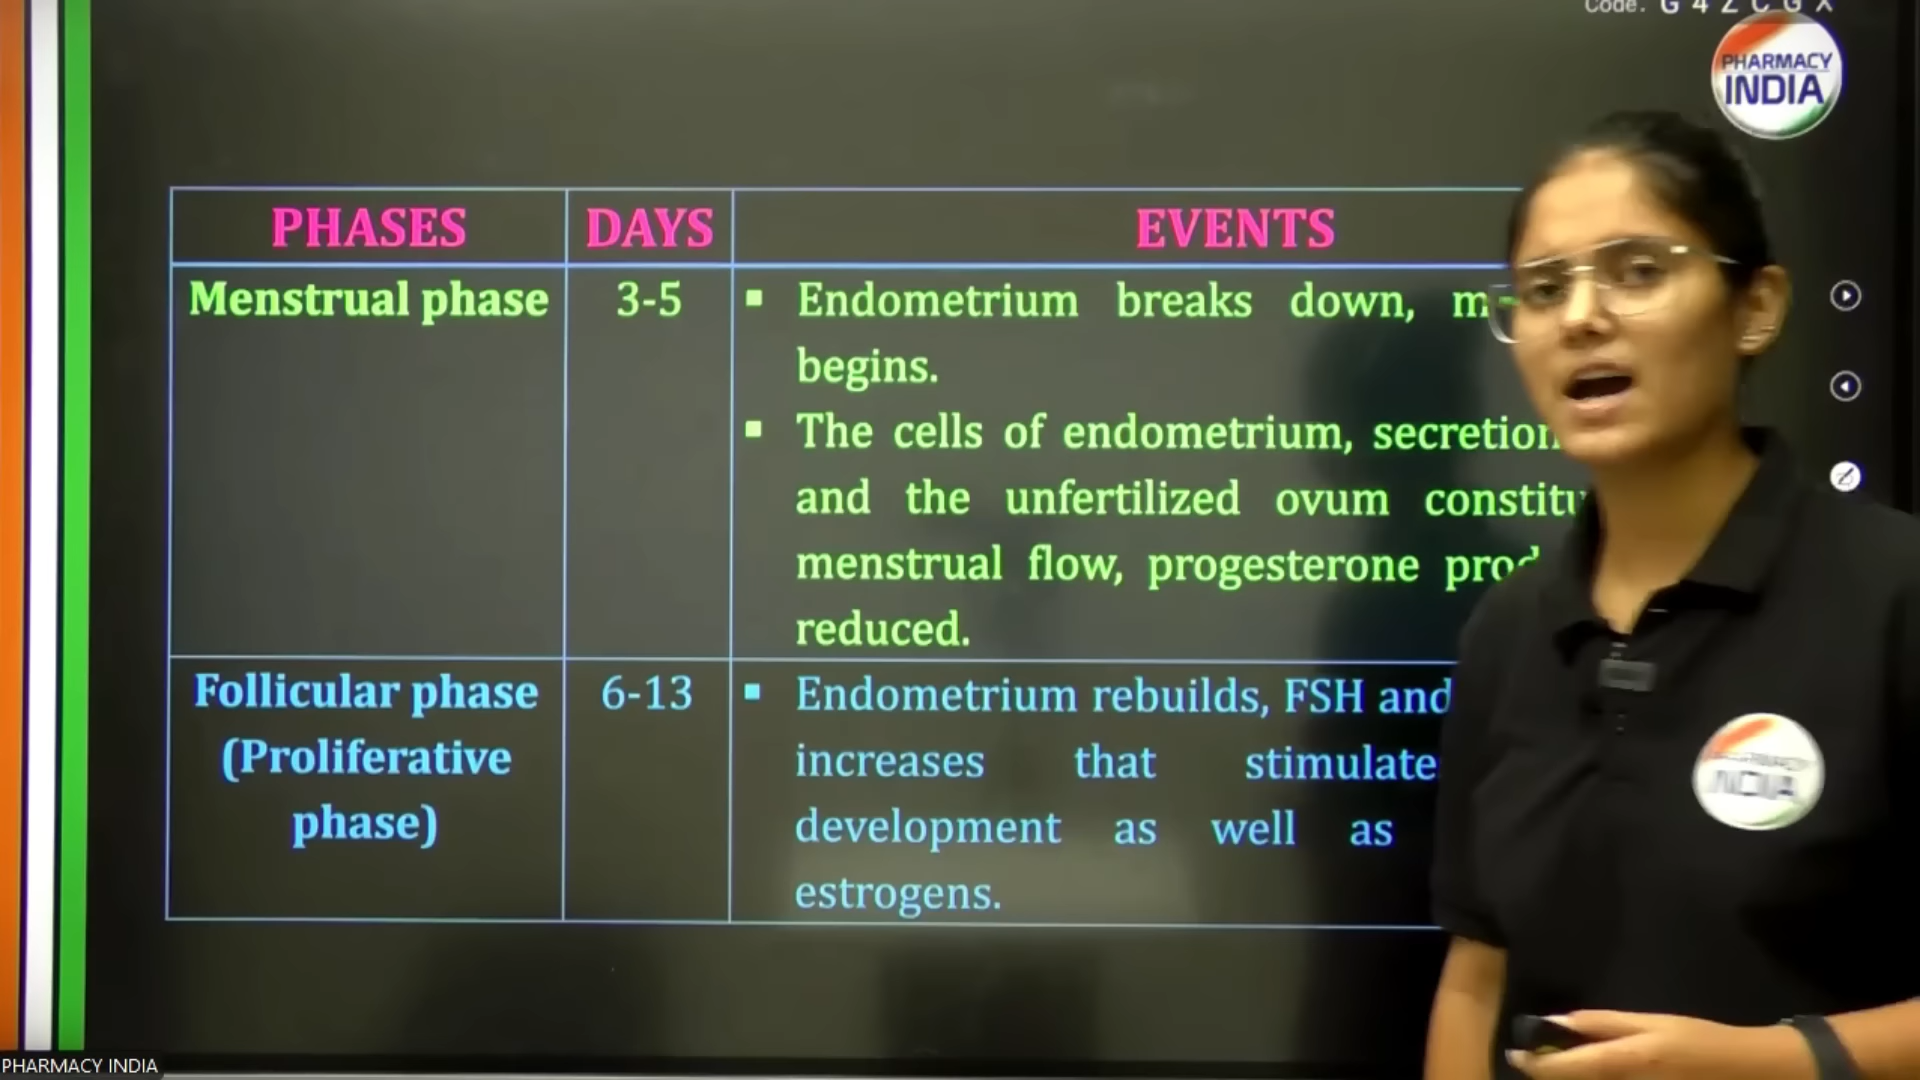 Code: G 4 Z C G X
PHARMACY
INDIA
PHASES DAYS EVENTS
Menstrual phase 3-5 ▪ Endometrium breaks down,
begins.
▪ The cells of endometrium,
and the unfertilized ovum
menstrual flow, progesterone
reduced.
Follicular phase 6-13 ▪ Endometrium rebuilds, FSH and
(Proliferative increases that
phase) development as well as
estrogens.
PHARMACY
INDIA
PHARMACY INDIA